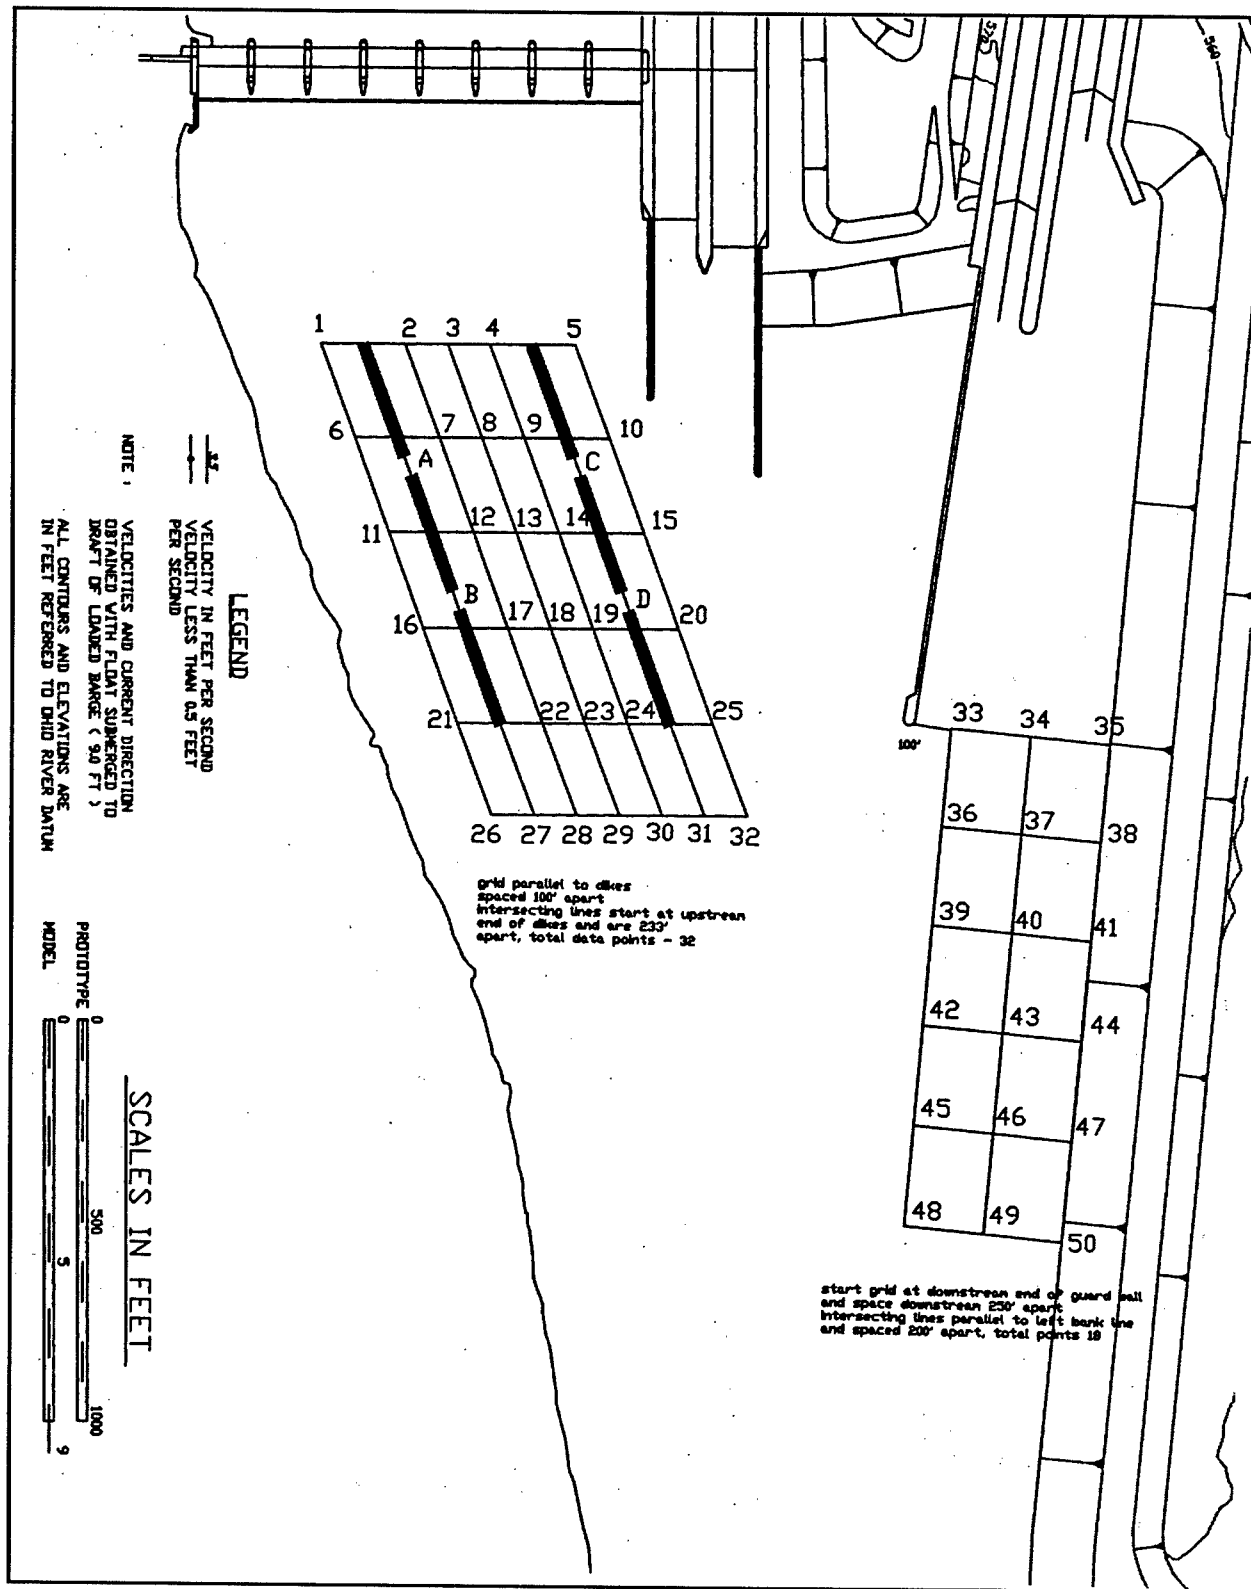 570
560
1
2
3
4
5
6
7
8
9
10
A
C
11
12
13
14
15
B
D
16
17
18
19
20
21
22
23
24
25
26
27
28
29
30
31
32
grid parallel to dikes
spaced 100' apart
intersecting lines start at upstream
end of dikes and are 233'
apart, total data points - 32
100'
33
34
35
36
37
38
39
40
41
42
43
44
45
46
47
48
49
50
start grid at downstream end of guard wall
and space downstream 250' apart
intersecting lines parallel to left bank line
and spaced 200' apart, total points 18
LEGEND
VELOCITY IN FEET PER SECOND
VELOCITY LESS THAN 0.5 FEET
PER SECOND
NOTE : VELOCITIES AND CURRENT DIRECTION
OBTAINED WITH FLOAT SUBMERGED TO
DRAFT OF LOADED BARGE ( 9.0 FT )
ALL CONTOURS AND ELEVATIONS ARE
IN FEET REFERRED TO OHIO RIVER DATUM
SCALES IN FEET
PROTOTYPE 0 500 1000
MODEL 0 5 9